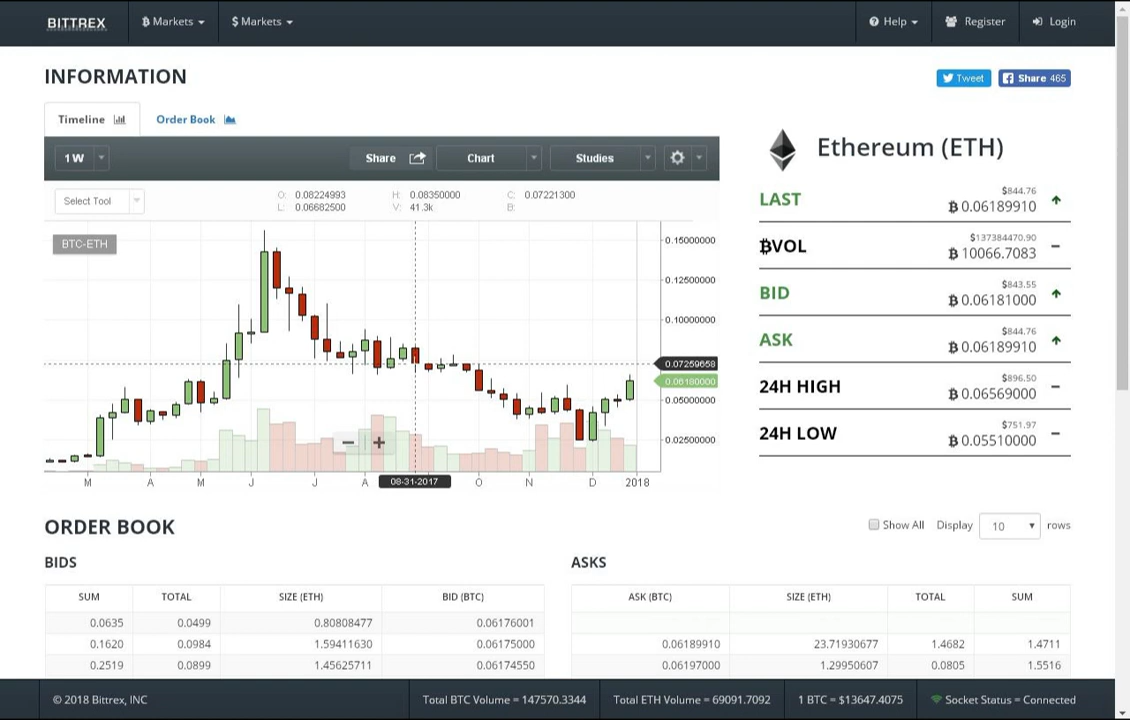 BITTREX ฿ Markets $ Markets Help Register Login
INFORMATION
Tweet Share 465
Timeline Order Book
1W Share Chart Studies
Select Tool
O: 0.08224993 H: 0.08350000 C: 0.07221300
L: 0.06682500 V: 41.3k B:
BTC-ETH
0.15000000
0.12500000
0.10000000
0.07259658
0.06180000
0.05000000
0.02500000
− +
M A M J J A 08-31-2017 O N D 2018
Ethereum (ETH)
$844.76
LAST ฿ 0.06189910
$137384470.90
฿VOL ฿ 10066.7083
$843.55
BID ฿ 0.06181000
$844.76
ASK ฿ 0.06189910
$896.50
24H HIGH ฿ 0.06569000
$751.97
24H LOW ฿ 0.05510000
ORDER BOOK
Show All Display 10 rows
BIDS
SUM TOTAL SIZE (ETH) BID (BTC)
0.0635 0.0499 0.80808477 0.06176001
0.1620 0.0984 1.59411630 0.06175000
0.2519 0.0899 1.45625711 0.06174550
ASKS
ASK (BTC) SIZE (ETH) TOTAL SUM
0.06189910 23.71930677 1.4682 1.4711
0.06197000 1.29950607 0.0805 1.5516
© 2018 Bittrex, INC Total BTC Volume = 147570.3344 Total ETH Volume = 69091.7092 1 BTC = $13647.4075 Socket Status = Connected